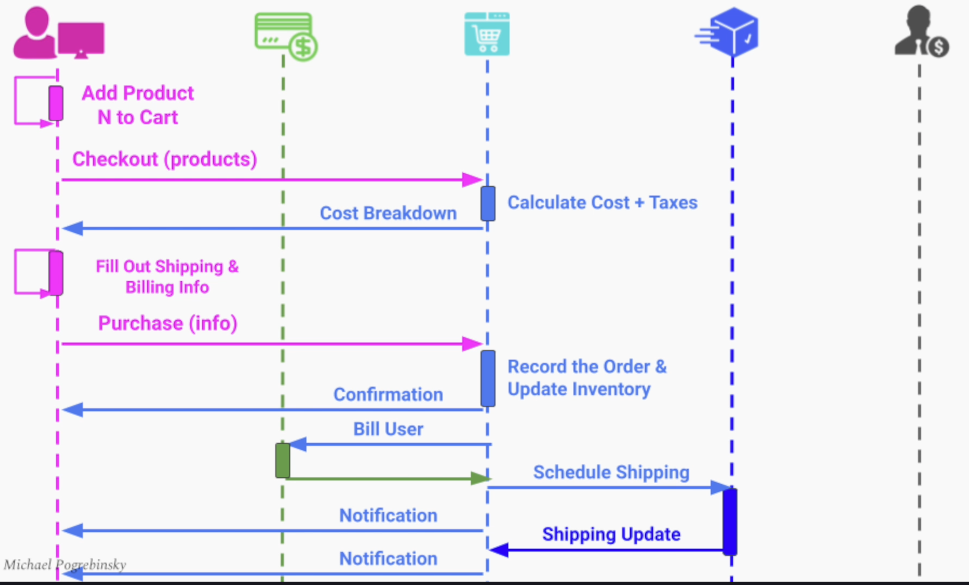 Add Product
N to Cart
Checkout (products)
Calculate Cost + Taxes
Cost Breakdown
Fill Out Shipping &
Billing Info
Purchase (info)
Record the Order &
Update Inventory
Confirmation
Bill User
Schedule Shipping
Notification
Shipping Update
Notification
Michael Pogrebinsky